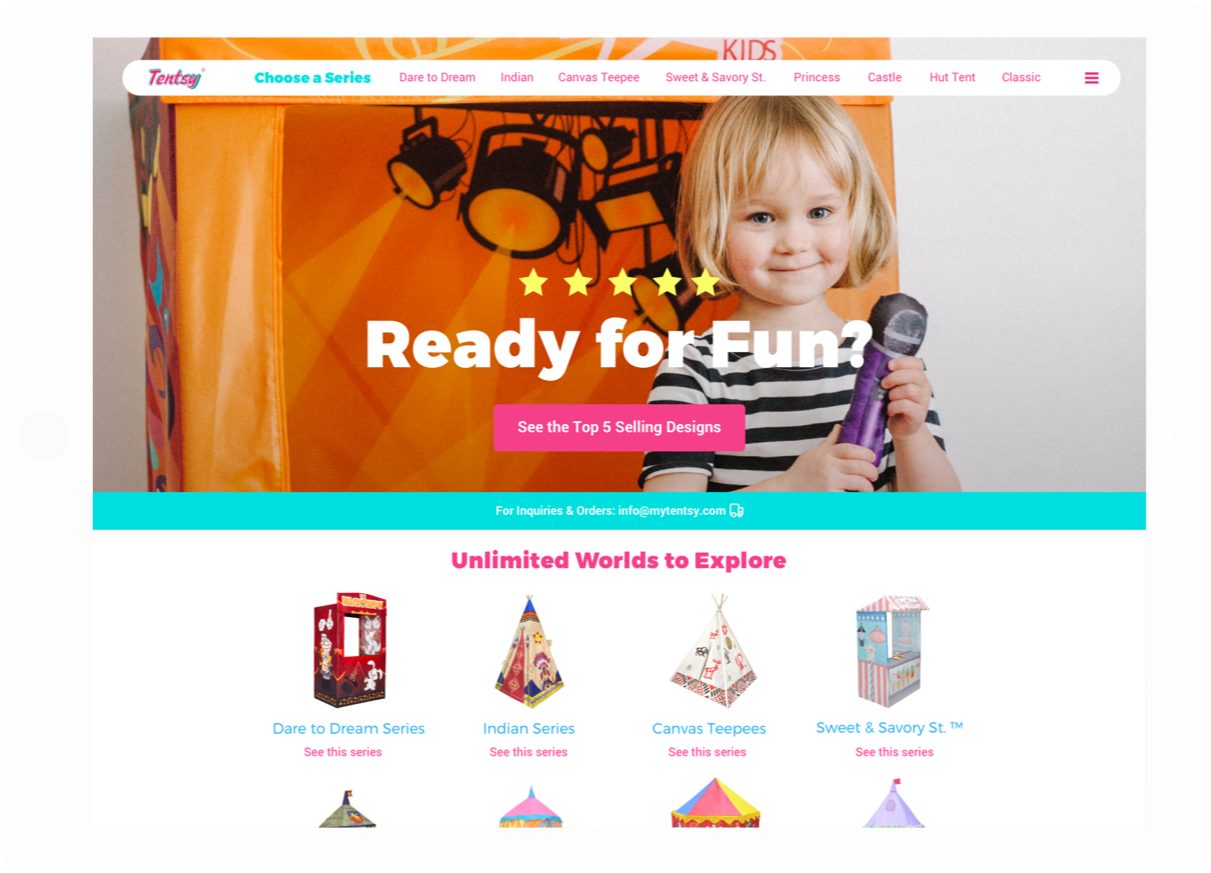 KIDS
Tentsy®
Choose a Series Dare to Dream Indian Canvas Teepee Sweet & Savory St. Princess Castle Hut Tent Classic
Ready for Fun?
See the Top 5 Selling Designs
For Inquiries & Orders: info@mytentsy.com
Unlimited Worlds to Explore
Dare to Dream Series Indian Series Canvas Teepees Sweet & Savory St. ™
See this series See this series See this series See this series